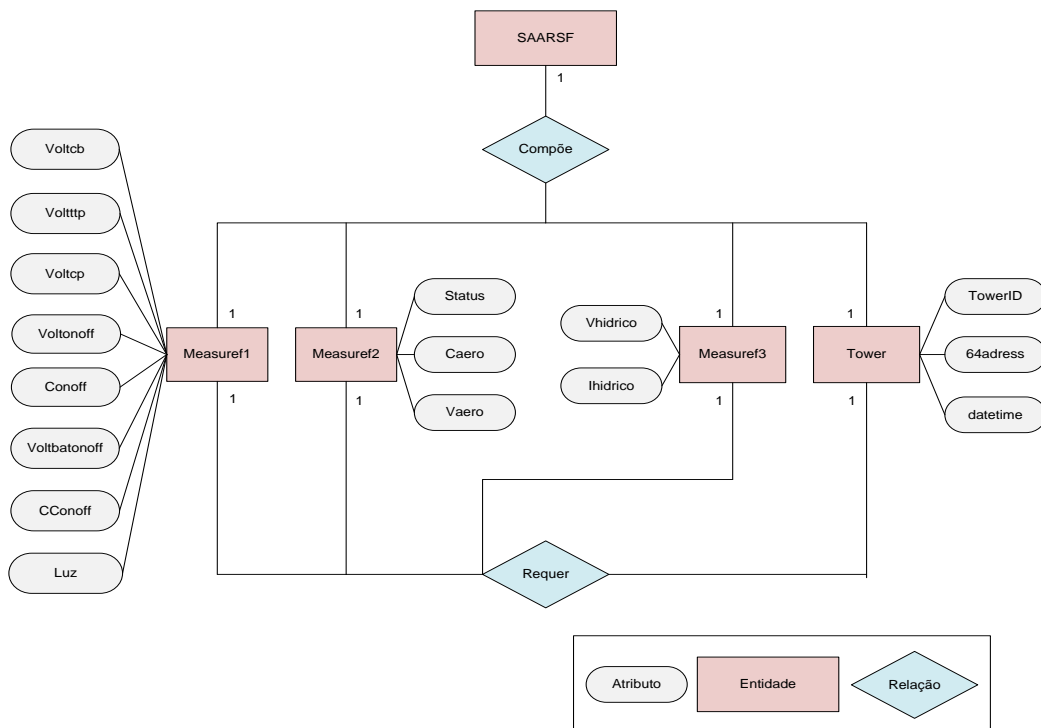 SAARSF
1
Compõe
Voltcb
Voltttp
Voltcp
Voltonoff
Conoff
Voltbatonoff
CConoff
Luz
1
Measuref1
1
1
Measuref2
1
Status
Caero
Vaero
Vhidrico
Ihidrico
1
Measuref3
1
1
Tower
1
TowerID
64adress
datetime
Requer
Atributo
Entidade
Relação